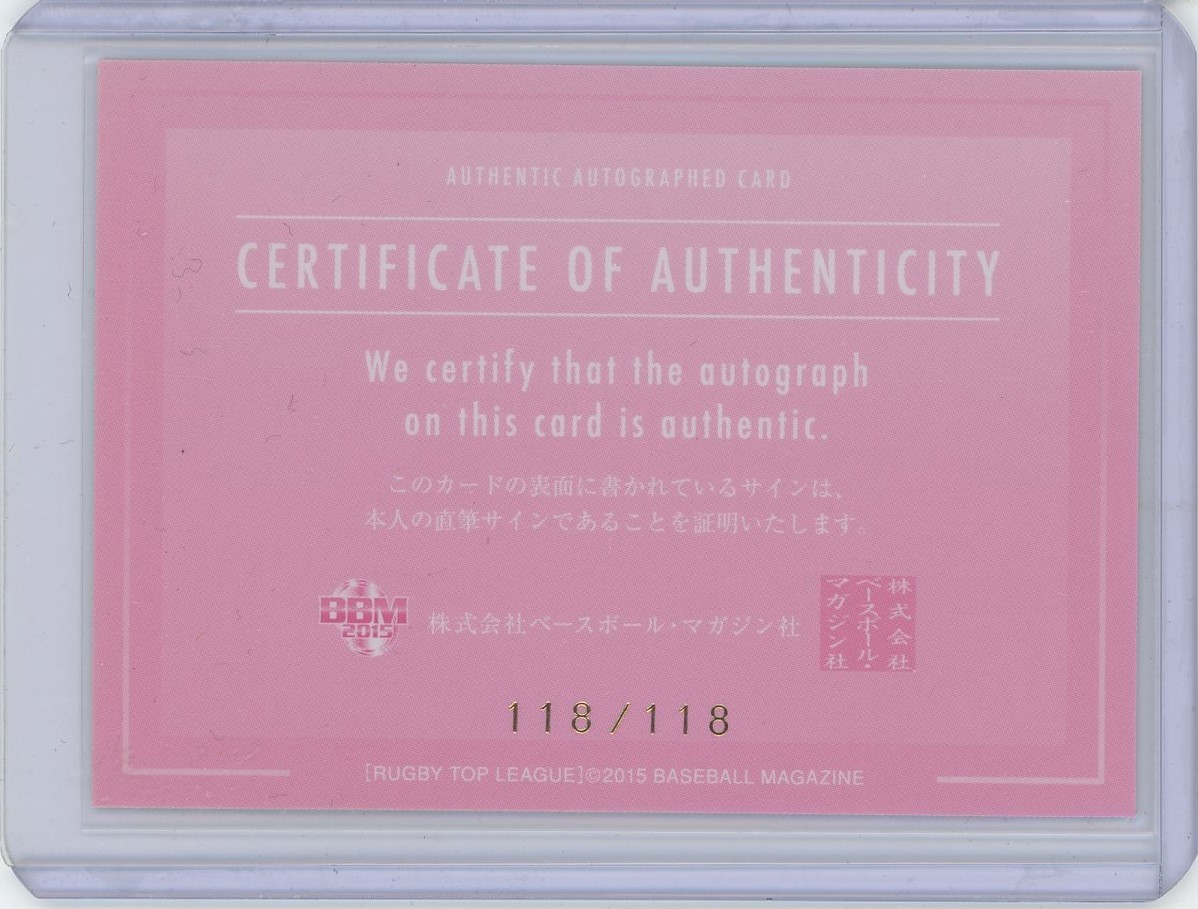 AUTHENTIC AUTOGRAPHED CARD
CERTIFICATE OF AUTHENTICITY
We certify that the autograph
on this card is authentic.
このカードの表面に書かれているサインは、
本人の直筆サインであることを証明いたします。
BBM
2015
株式会社ベースボール・マガジン社
株式会社
ベースボール・
マガジン社
118/118
[RUGBY TOP LEAGUE]©2015 BASEBALL MAGAZINE